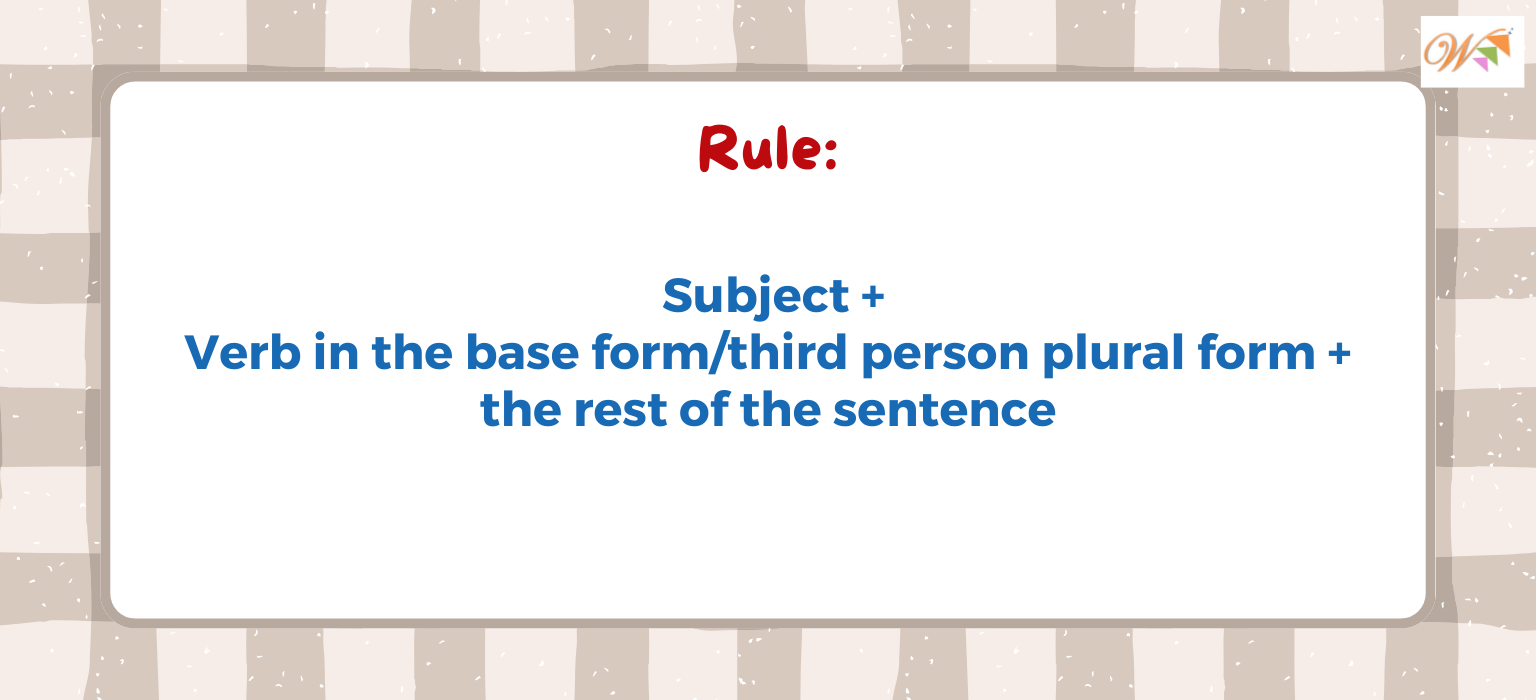 W
Rule:
Subject +
Verb in the base form/third person plural form +
the rest of the sentence